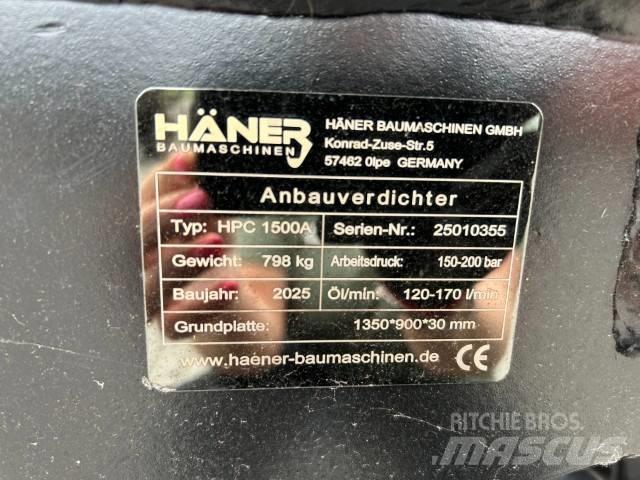 HÄNER
BAUMASCHINEN
HÄNER BAUMASCHINEN GMBH
Konrad-Zuse-Str.5
57462 Olpe GERMANY
Anbauverdichter
Typ: HPC 1500A Serien-Nr.: 25010355
Gewicht: 798 kg Arbeitsdruck: 150-200 bar
Baujahr: 2025 Öl/min: 120-170 l/min
Grundplatte: 1350*900*30 mm
www.haener-baumaschinen.de CE
RITCHIE BROS.
MASCUS